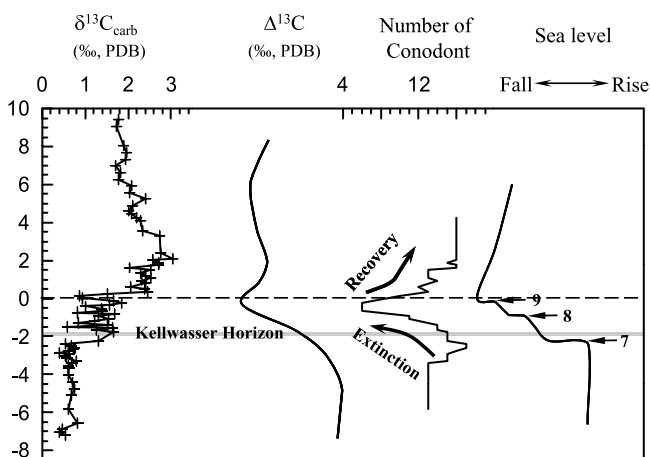 δ¹³Ccarb
(‰, PDB)
Δ¹³C
(‰, PDB)
Number of
Conodont
Sea level
Fall
Rise
0 1 2 3
4 12
10
8
6
4
2
0
-2
-4
-6
-8
Recovery
Kellwasser Horizon
Extinction
9
8
7